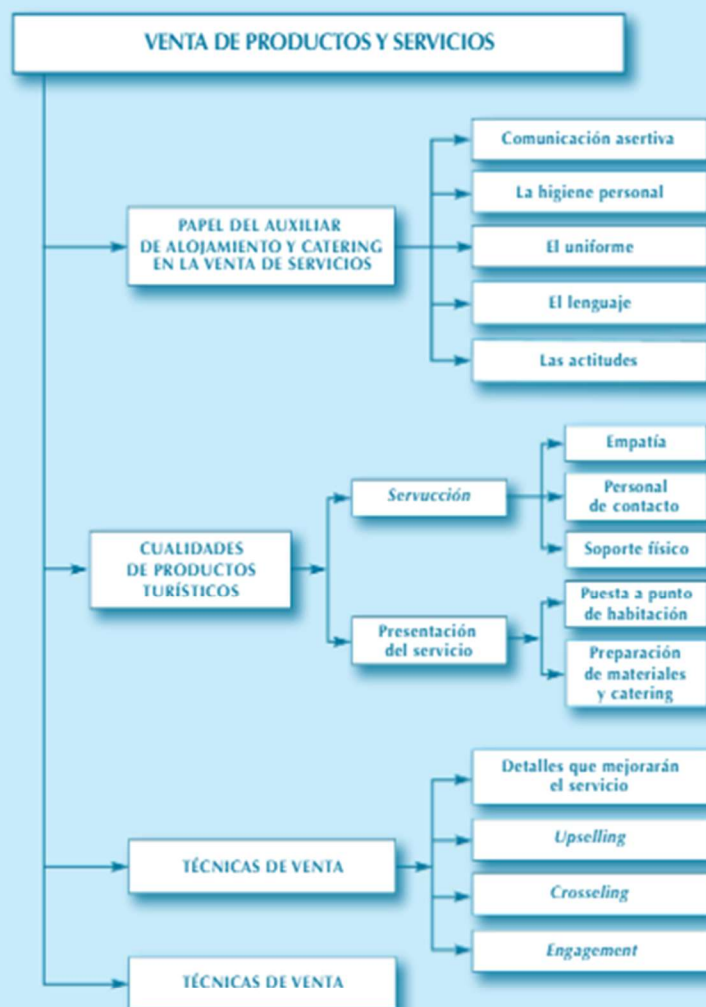 VENTA DE PRODUCTOS Y SERVICIOS
PAPEL DEL AUXILIAR
DE ALOJAMIENTO Y CATERING
EN LA VENTA DE SERVICIOS
Comunicación asertiva
La higiene personal
El uniforme
El lenguaje
Las actitudes
CUALIDADES
DE PRODUCTOS
TURÍSTICOS
Servucción
Empatía
Personal
de contacto
Soporte físico
Presentación
del servicio
Puesta a punto
de habitación
Preparación
de materiales
y catering
TÉCNICAS DE VENTA
Detalles que mejorarán
el servicio
Upselling
Crosseling
Engagement
TÉCNICAS DE VENTA